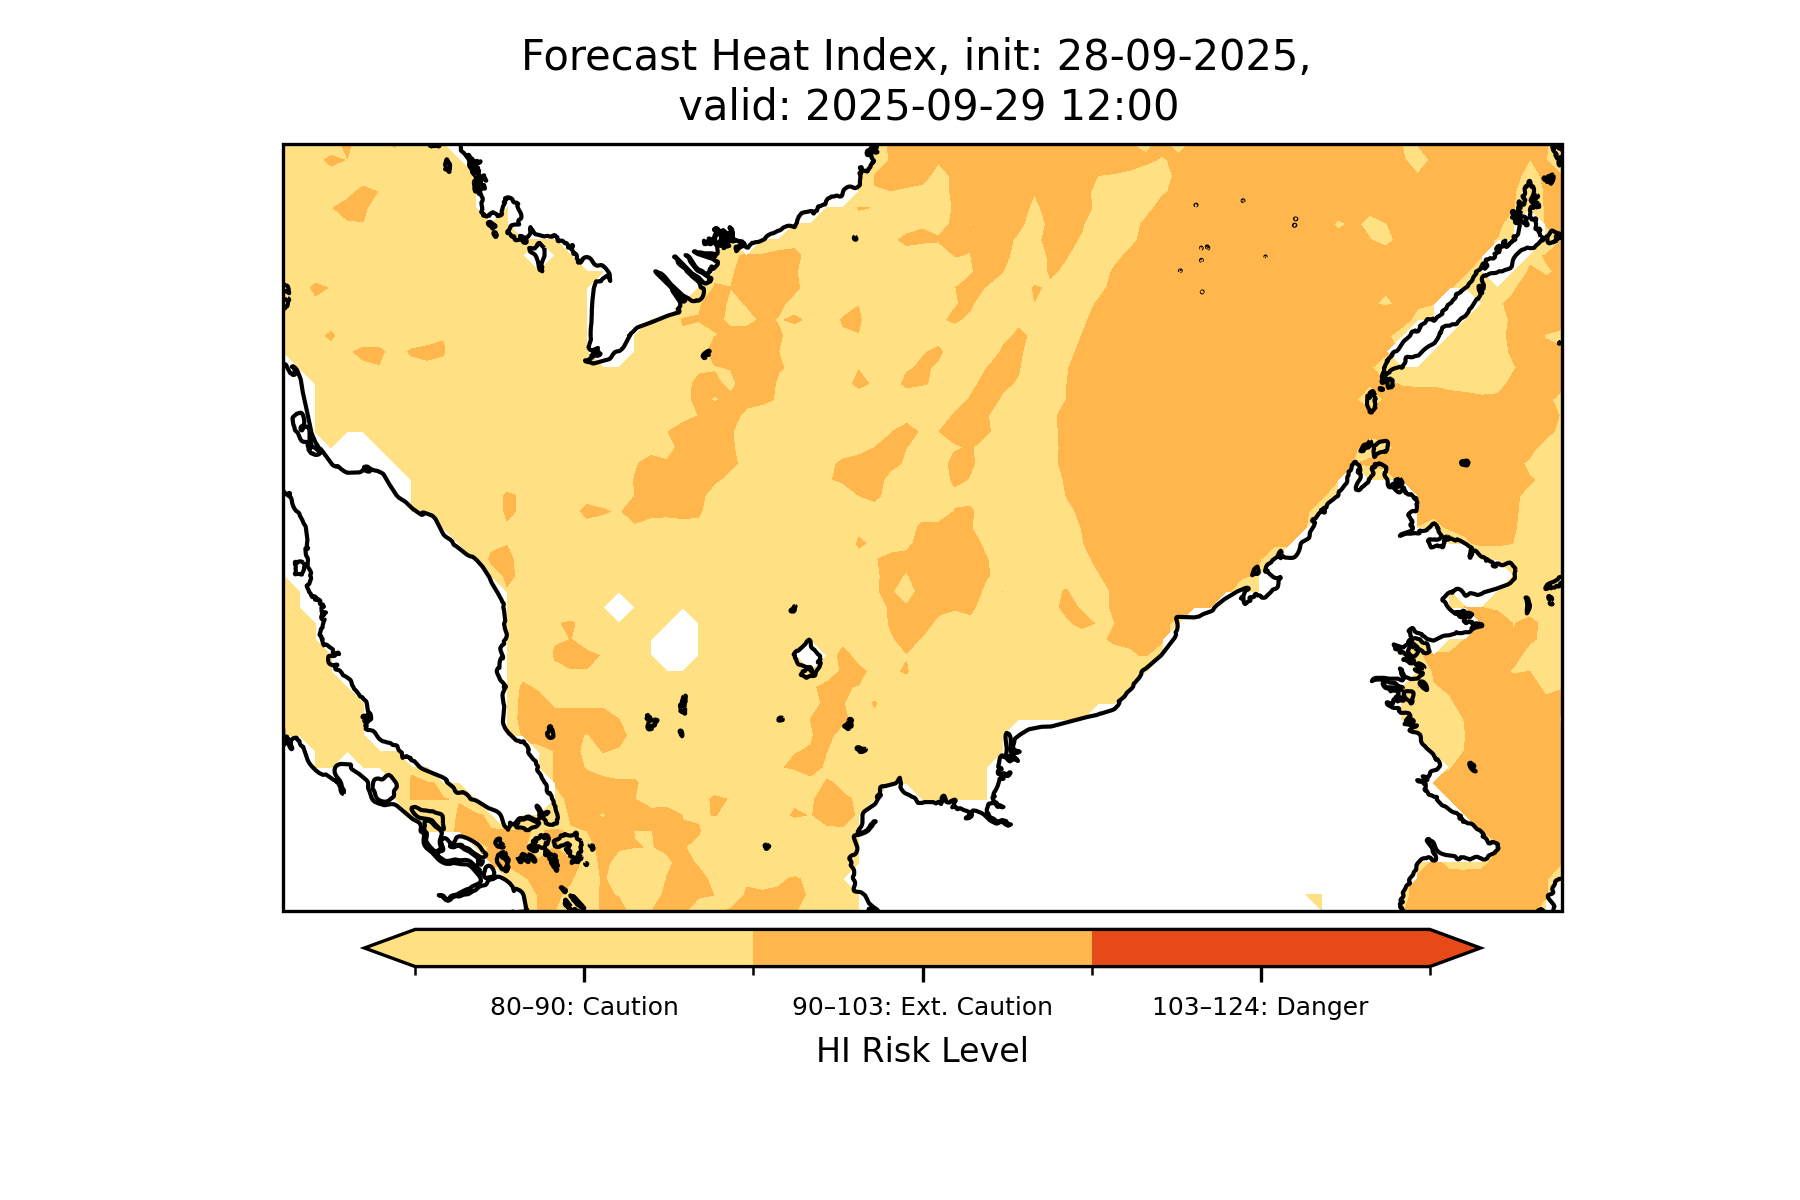 Forecast Heat Index, init: 28-09-2025,
valid: 2025-09-29 12:00
80–90: Caution
90–103: Ext. Caution
103–124: Danger
HI Risk Level